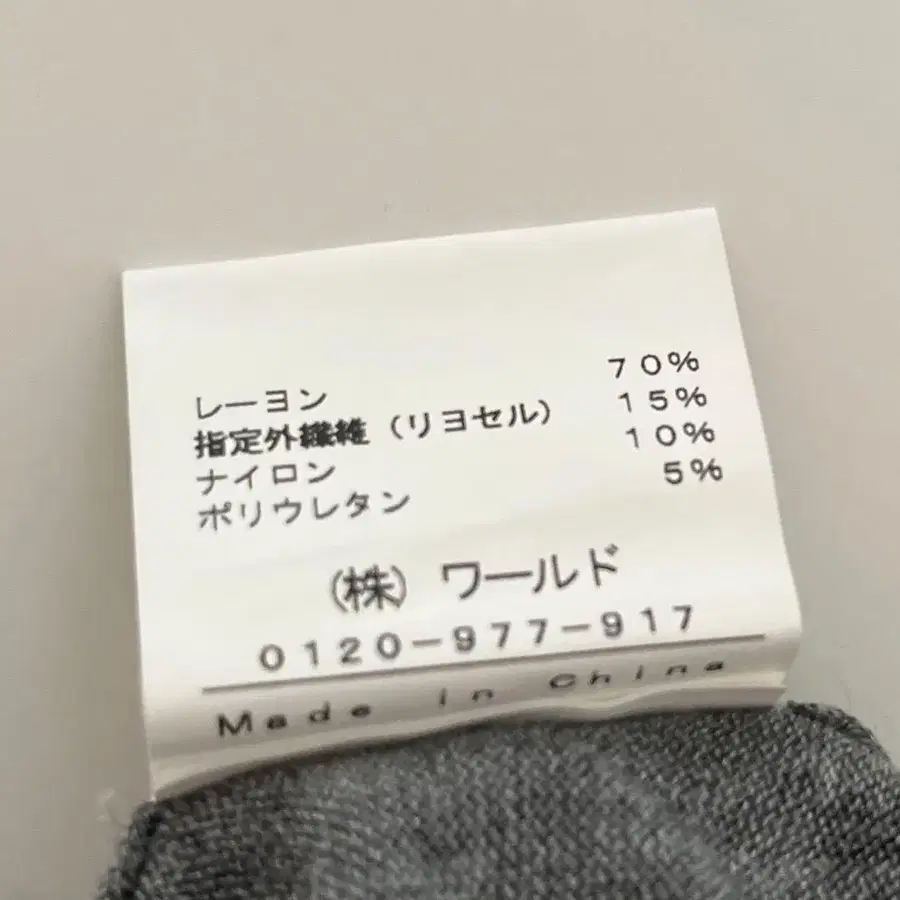 レーヨン 70%
指定外繊維（リヨセル） 15%
ナイロン 10%
ポリウレタン 5%
（株）ワールド
0120-977-917
Made in China